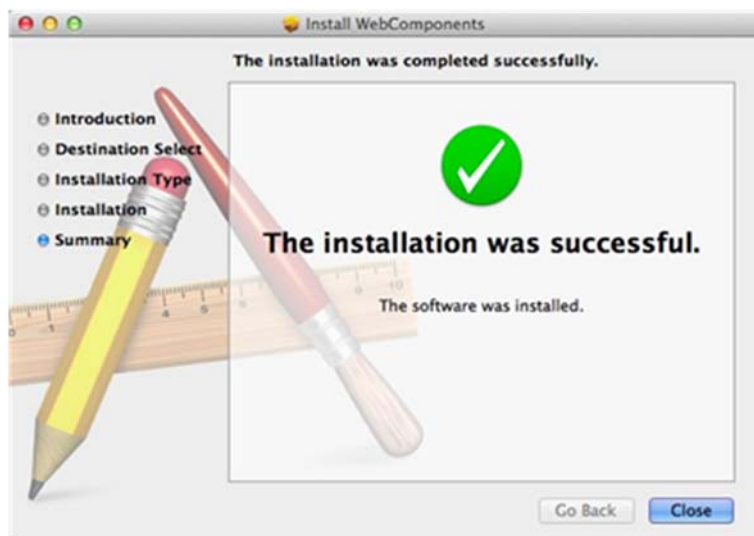 Install WebComponents
The installation was completed successfully.
Introduction
Destination Select
Installation Type
Installation
Summary
The installation was successful.
The software was installed.
Go Back
Close